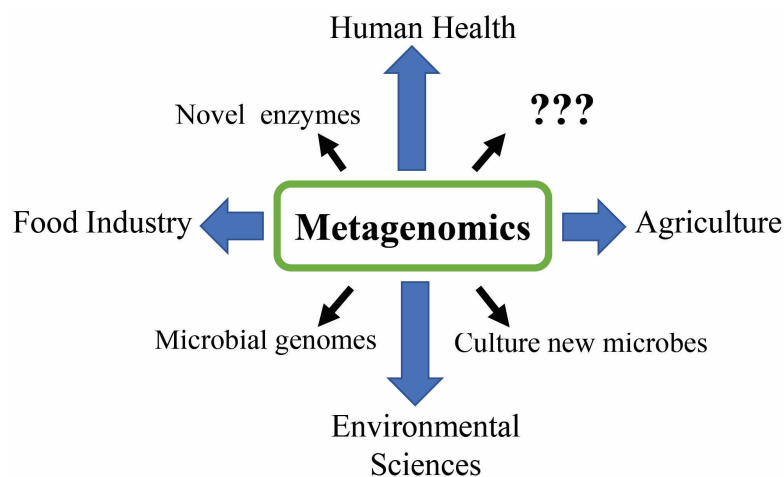 Human Health
Novel enzymes
???
Food Industry
Metagenomics
Agriculture
Microbial genomes
Culture new microbes
Environmental
Sciences